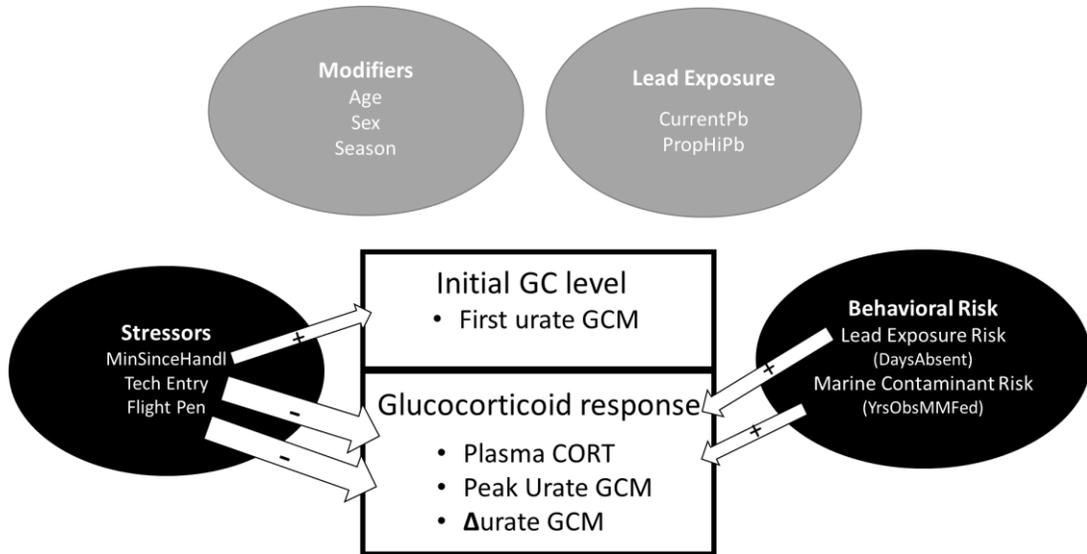 Modifiers
Age
Sex
Season
Lead Exposure
CurrentPb
PropHiPb
Stressors
MinSinceHandl
Tech Entry
Flight Pen
+
-
-
Initial GC level
• First urate GCM
Glucocorticoid response
• Plasma CORT
• Peak Urate GCM
• Δurate GCM
Behavioral Risk
Lead Exposure Risk
(DaysAbsent)
Marine Contaminant Risk
(YrsObsMMFed)
+
+